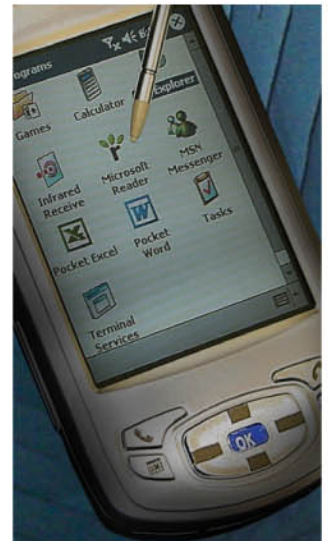 ograms
Games
Calculator
Explorer
Infrared
Receive
Microsoft
Reader
MSN
Messenger
Pocket Excel
Pocket
Word
Tasks
Terminal
Services
OK